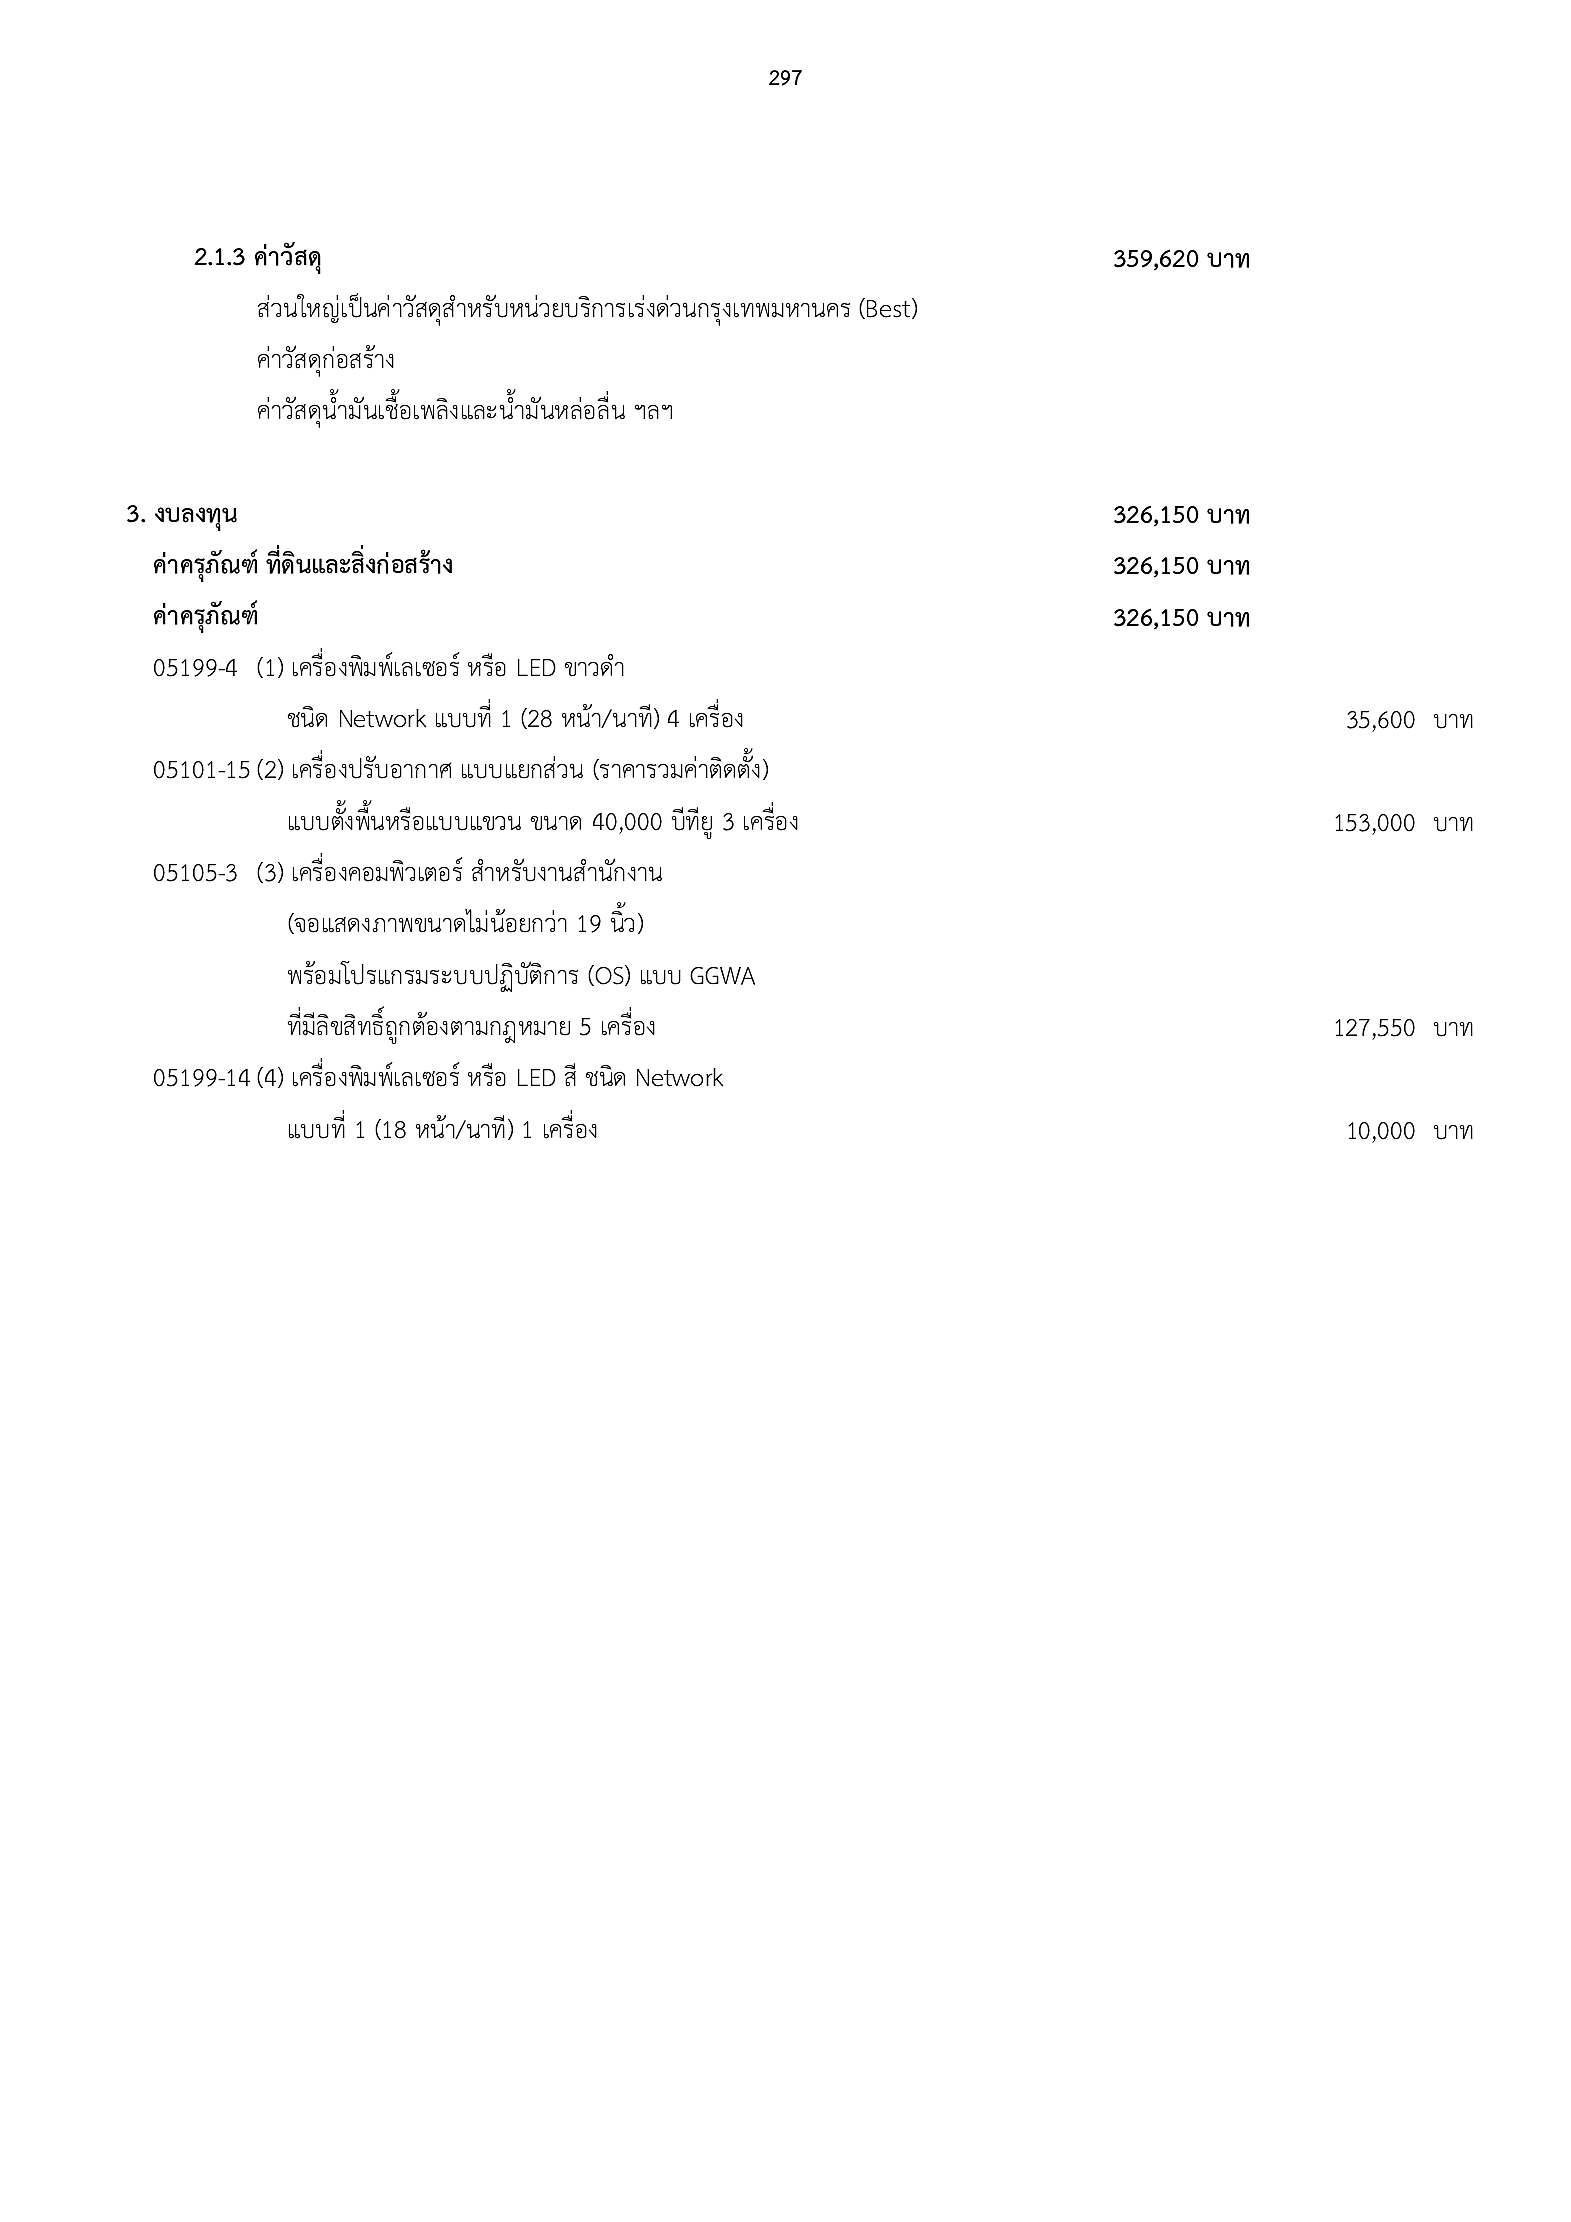 297
2.1.3 ค่าวัสดุ 359,620 บาท
ส่วนใหญ่เป็นค่าวัสดุสำหรับหน่วยบริการเร่งด่วนกรุงเทพมหานคร (Best)
ค่าวัสดุก่อสร้าง
ค่าวัสดุน้ำมันเชื้อเพลิงและน้ำมันหล่อลื่น ฯลฯ
3. งบลงทุน 326,150 บาท
ค่าครุภัณฑ์ ที่ดินและสิ่งก่อสร้าง 326,150 บาท
ค่าครุภัณฑ์ 326,150 บาท
05199-4 (1) เครื่องพิมพ์เลเซอร์ หรือ LED ขาวดำ
ชนิด Network แบบที่ 1 (28 หน้า/นาที) 4 เครื่อง 35,600 บาท
05101-15 (2) เครื่องปรับอากาศ แบบแยกส่วน (ราคารวมค่าติดตั้ง)
แบบตั้งพื้นหรือแบบแขวน ขนาด 40,000 บีทียู 3 เครื่อง 153,000 บาท
05105-3 (3) เครื่องคอมพิวเตอร์ สำหรับงานสำนักงาน
(จอแสดงภาพขนาดไม่น้อยกว่า 19 นิ้ว)
พร้อมโปรแกรมระบบปฏิบัติการ (OS) แบบ GGWA
ที่มีลิขสิทธิ์ถูกต้องตามกฎหมาย 5 เครื่อง 127,550 บาท
05199-14 (4) เครื่องพิมพ์เลเซอร์ หรือ LED สี ชนิด Network
แบบที่ 1 (18 หน้า/นาที) 1 เครื่อง 10,000 บาท